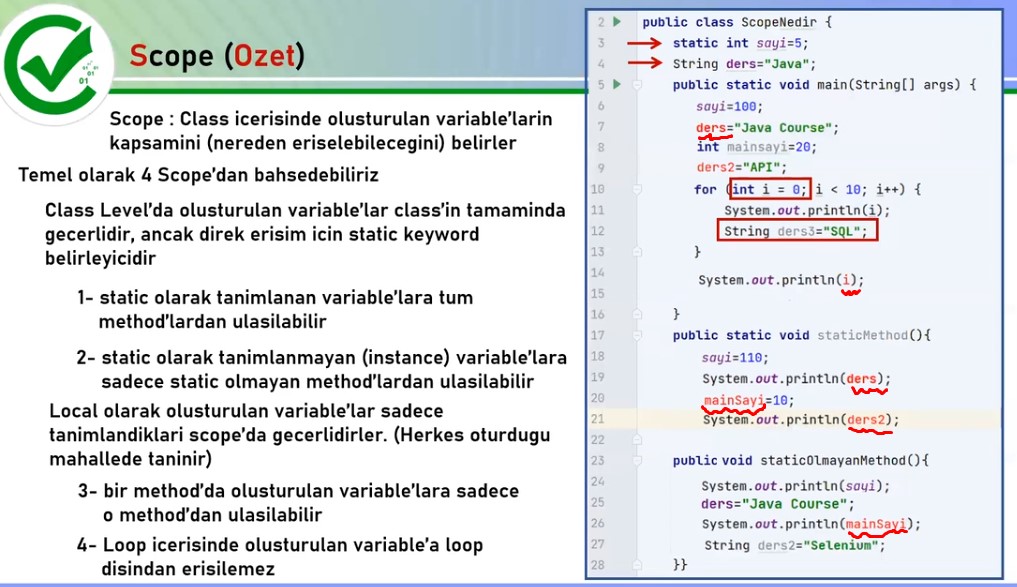 Scope (Ozet)
Scope : Class icerisinde olusturulan variable'larin
kapsamini (nereden eriselebilecegini) belirler
Temel olarak 4 Scope'dan bahsedebiliriz
Class Level'da olusturulan variable'lar class'in tamaminda
gecerlidir, ancak direk erisim icin static keyword
belirleyicidir
1- static olarak tanimlanan variable'lara tum
method'lardan ulasilabilir
2- static olarak tanimlanmayan (instance) variable'lara
sadece static olmayan method'lardan ulasilabilir
Local olarak olusturulan variable'lar sadece
tanimlandiklari scope'da gecerlidirler. (Herkes oturdugu
mahallede taninir)
3- bir method'da olusturulan variable'lara sadece
o method'dan ulasilabilir
4- Loop icerisinde olusturulan variable'a loop
disindan erisilemez
01
01
01
2 public class ScopeNedir {
3 static int sayi=5;
4 String ders="Java";
5 public static void main(String[] args) {
6 sayi=100;
7 ders="Java Course";
8 int mainsayi=20;
9 ders2="API";
10 for (int i = 0; i < 10; i++) {
11 System.out.println(i);
12 String ders3="SQL";
13 }
14 System.out.println(i);
15
16 }
17 public static void staticMethod(){
18 sayi=110;
19 System.out.println(ders);
20 mainSayi=10;
21 System.out.println(ders2);
22
23 public void staticOlmayanMethod(){
24 System.out.println(sayi);
25 ders="Java Course";
26 System.out.println(mainSayi);
27 String ders2="Selenium";
28 }}